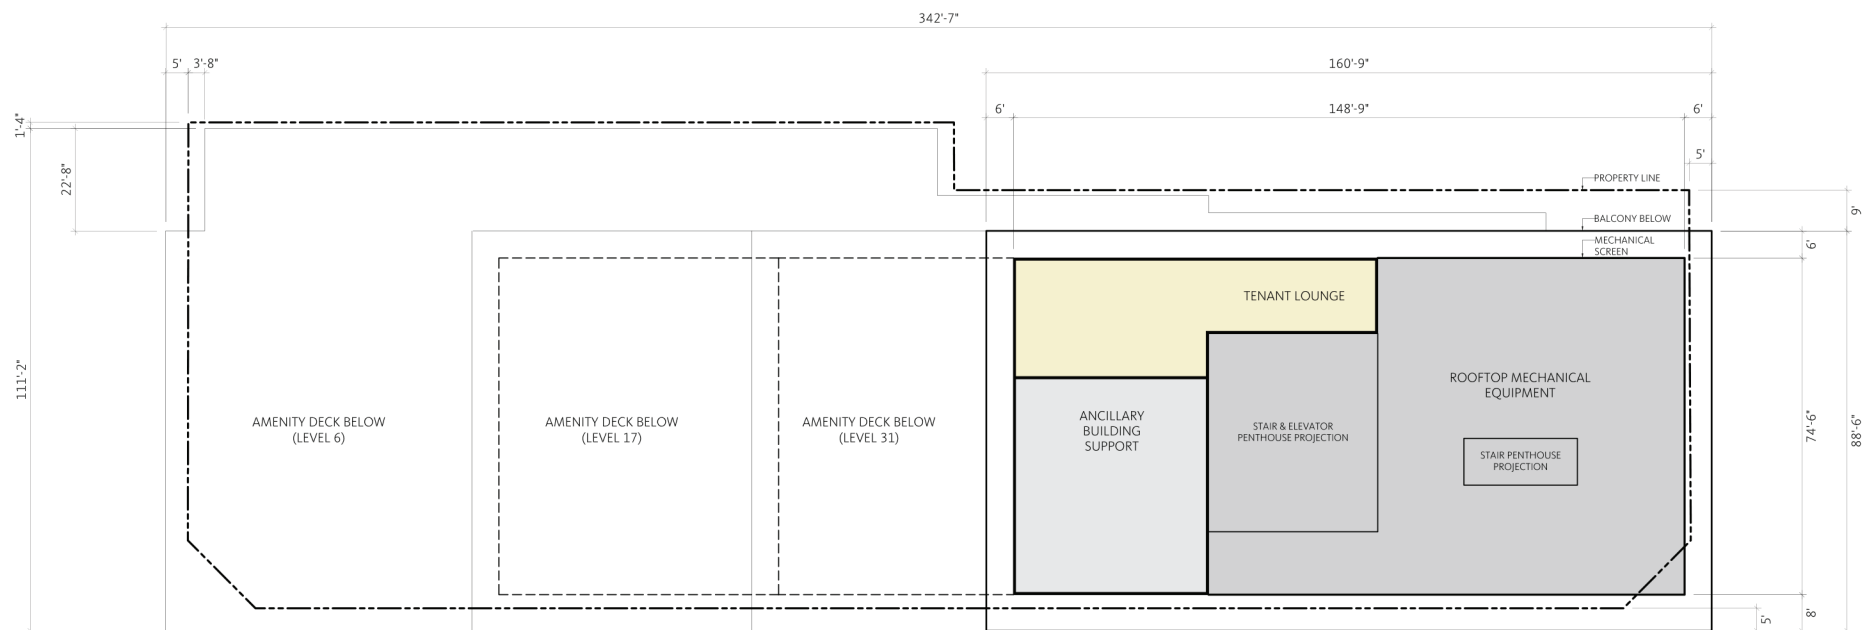 342'-7"
5'
3'-8"
160'-9"
6'
148'-9"
6'
1'-4"
22'-8"
5'
PROPERTY LINE
9'
BALCONY BELOW
MECHANICAL
SCREEN
6'
TENANT LOUNGE
111'-2"
ROOFTOP MECHANICAL
EQUIPMENT
AMENITY DECK BELOW
(LEVEL 6)
AMENITY DECK BELOW
(LEVEL 17)
AMENITY DECK BELOW
(LEVEL 31)
ANCILLARY
BUILDING
SUPPORT
STAIR & ELEVATOR
PENTHOUSE PROJECTION
STAIR PENTHOUSE
PROJECTION
74'-6"
88'-6"
8'
5'